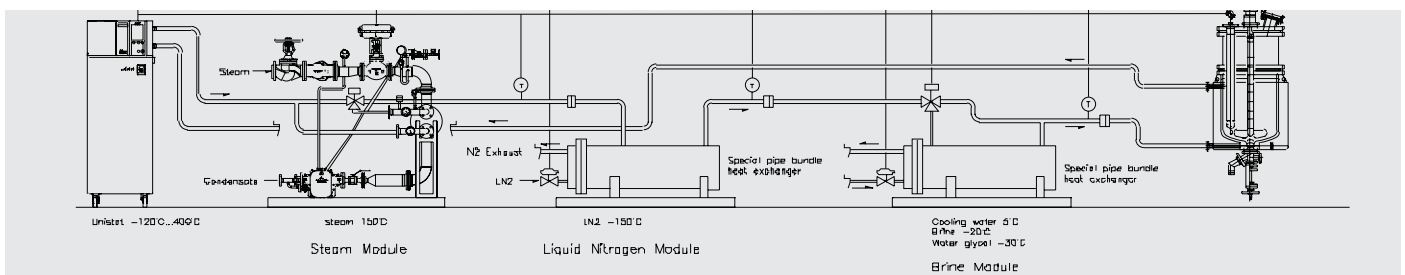 Steam
T
T
T
N2 Exhaust
LN2
Condensate
Special pipe bundle
heat exchanger
Special pipe bundle
heat exchanger
Unistat -120°C...400°C
steam 150°C
LN2 -150°C
Cooling water 5°C
Brine -20°C
Water glycol -30°C
Steam Module
Liquid Nitrogen Module
Brine Module